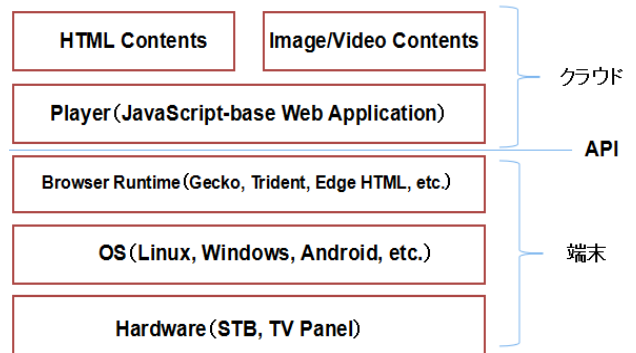 HTML Contents
Image/Video Contents
クラウド
Player（JavaScript-base Web Application）
API
Browser Runtime（Gecko, Trident, Edge HTML, etc.）
OS（Linux, Windows, Android, etc.）
端末
Hardware（STB, TV Panel）